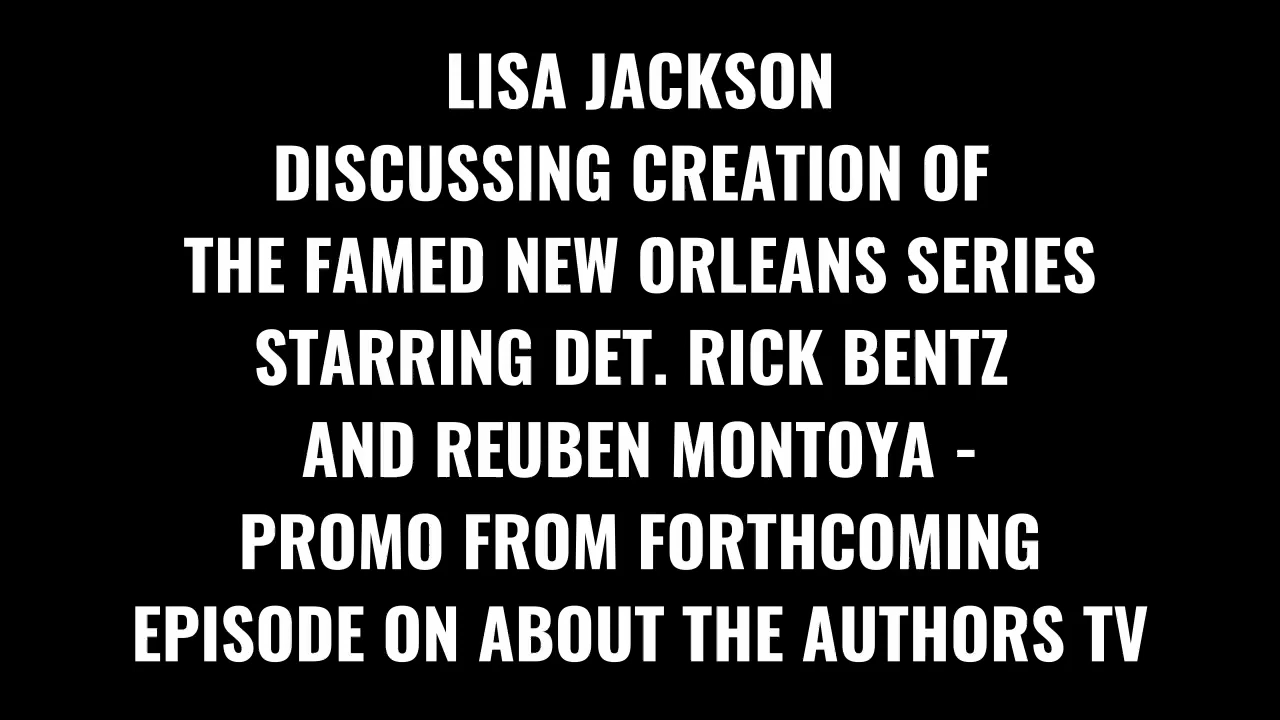 LISA JACKSON
DISCUSSING CREATION OF
THE FAMED NEW ORLEANS SERIES
STARRING DET. RICK BENTZ
AND REUBEN MONTOYA -
PROMO FROM FORTHCOMING
EPISODE ON ABOUT THE AUTHORS TV